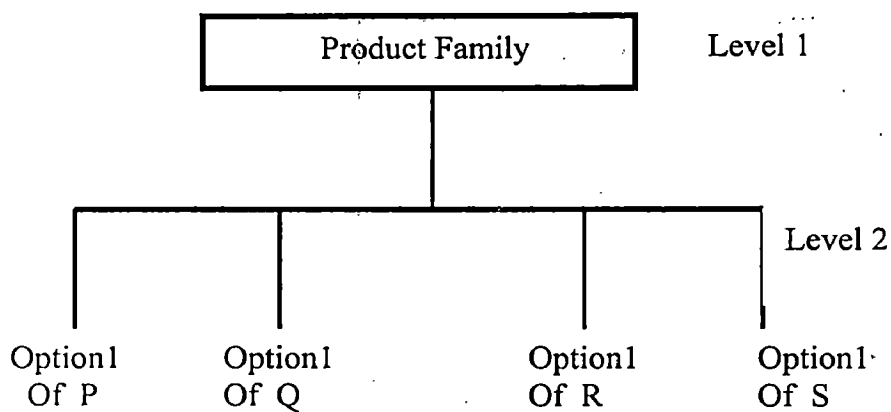 Product Family
Level 1
Level 2
Option1 Option1 Option1 Option1
Of P Of Q Of R Of S